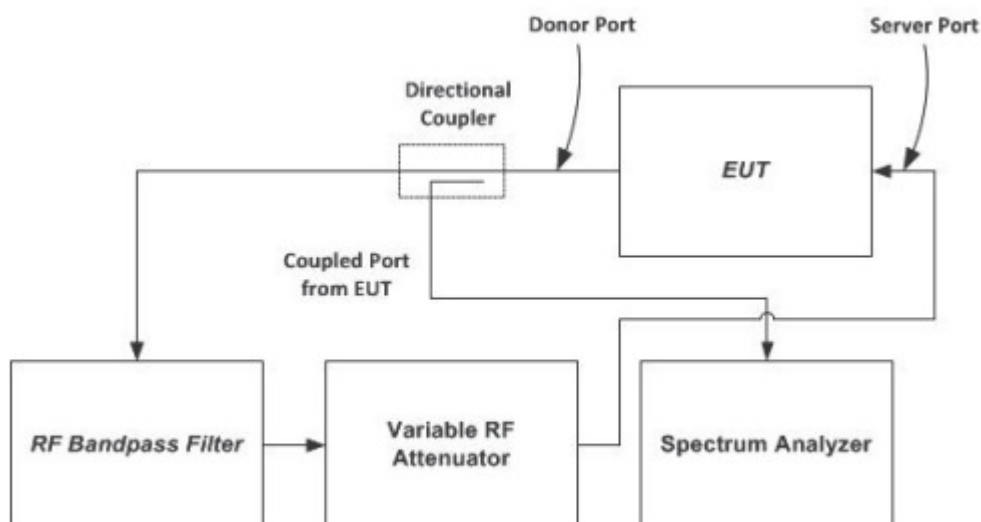 Donor Port
Server Port
Directional
Coupler
EUT
Coupled Port
from EUT
RF Bandpass Filter
Variable RF
Attenuator
Spectrum Analyzer